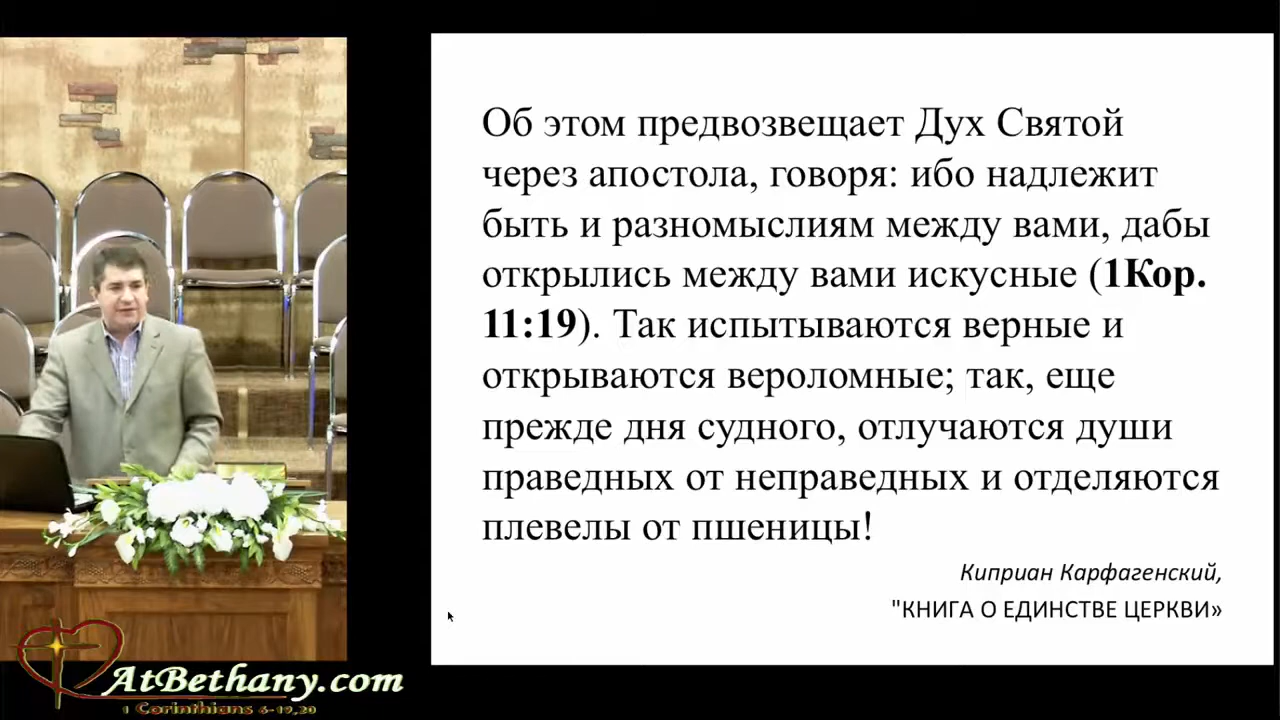 Об этом предвозвещает Дух Святой
через апостола, говоря: ибо надлежит
быть и разномыслиям между вами, дабы
открылись между вами искусные (1Кор.
11:19). Так испытываются верные и
открываются вероломные; так, еще
прежде дня судного, отлучаются души
праведных от неправедных и отделяются
плевелы от пшеницы!
Киприан Карфагенский,
"КНИГА О ЕДИНСТВЕ ЦЕРКВИ»
AtBethany.com
1 Corinthians 6-19,20